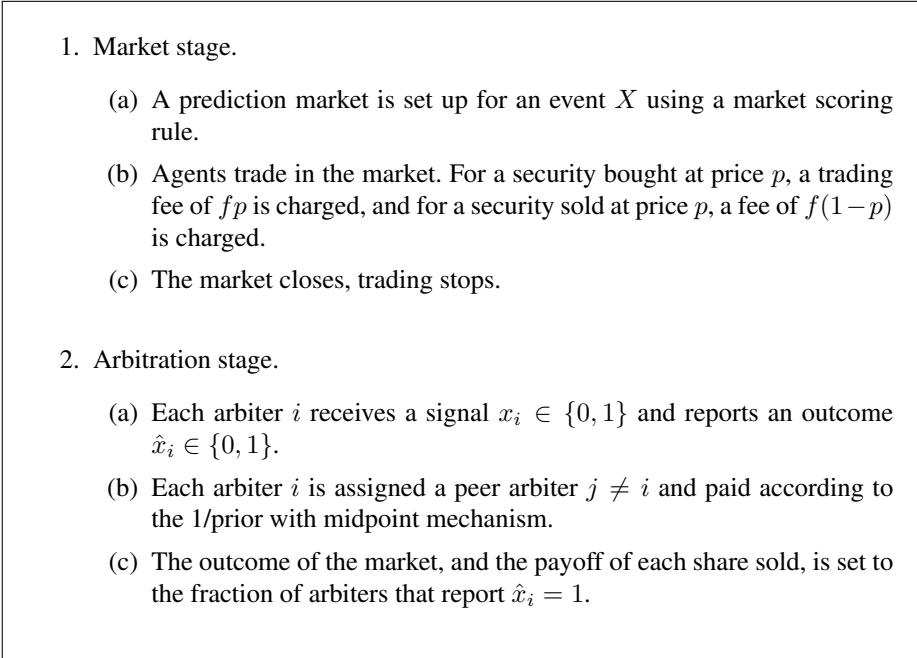 1. Market stage.
(a) A prediction market is set up for an event X using a market scoring
rule.
(b) Agents trade in the market. For a security bought at price p, a trading
fee of fp is charged, and for a security sold at price p, a fee of f(1−p)
is charged.
(c) The market closes, trading stops.
2. Arbitration stage.
(a) Each arbiter i receives a signal xᵢ ∈ {0, 1} and reports an outcome
x̂ᵢ ∈ {0, 1}.
(b) Each arbiter i is assigned a peer arbiter j ≠ i and paid according to
the 1/prior with midpoint mechanism.
(c) The outcome of the market, and the payoff of each share sold, is set to
the fraction of arbiters that report x̂ᵢ = 1.